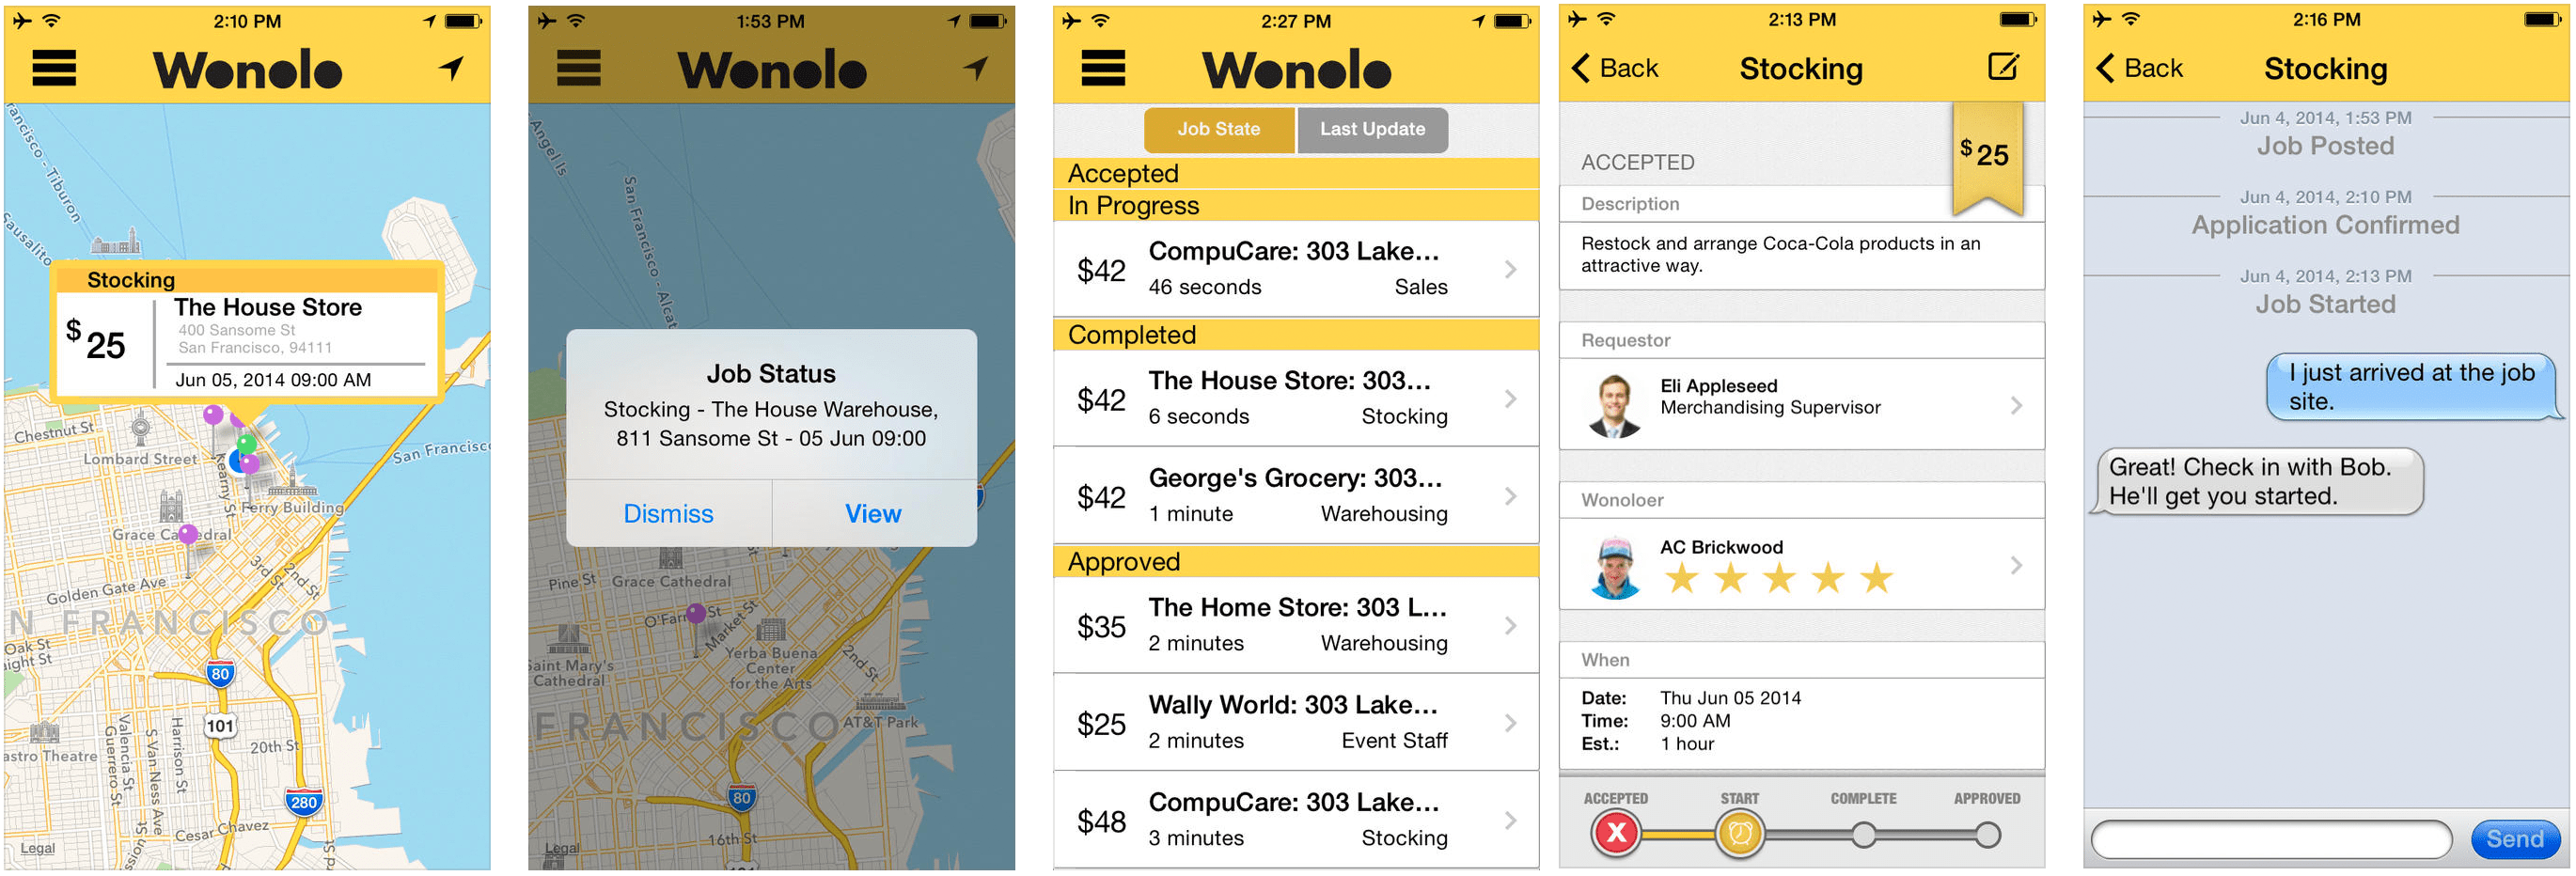 2:10 PM
Wonolo
rancisco - Tiburon
Sausalito
Stocking
$ 25
The House Store
400 Sansome St
San Francisco, 94111
Jun 05, 2014 09:00 AM
Chestnut St
Lombard Street
Kearny St
San Francisc
Ferry Building
Grace Ca edral
3rd St
2nd St
Golden Gate Ave
N FRANCISCO
Oak St
aight St
80
101
Valencia St
Guerrero St
S Van Ness Ave
Harrison St
20th St
astro Theatre
280
Cesar Chavez
Legal
1:53 PM
Wonolo
Angel Is
San Francisco - Alcat
Job Status
Stocking - The House Warehouse,
811 Sansome St - 05 Jun 09:00
Dismiss
View
Pine St
Grace Cathedral
O'Farr St
Market St
Saint Mary's
Cathedral
Yerba Buena
Center
for the Arts
2nd St
FRANCISCO
AT&T Park
80
16th St
Legal
101
2:27 PM
Wonolo
Job State
Last Update
Accepted
In Progress
$42
CompuCare: 303 Lake...
46 seconds
Sales
Completed
$42
The House Store: 303...
6 seconds
Stocking
$42
George's Grocery: 303...
1 minute
Warehousing
Approved
$35
The Home Store: 303 L...
2 minutes
Warehousing
$25
Wally World: 303 Lake...
2 minutes
Event Staff
$48
CompuCare: 303 Lake...
3 minutes
Stocking
2:13 PM
Back
Stocking
$ 25
ACCEPTED
Description
Restock and arrange Coca-Cola products in an
attractive way.
Requestor
Eli Appleseed
Merchandising Supervisor
Wonoloer
AC Brickwood
When
Date: Thu Jun 05 2014
Time: 9:00 AM
Est.: 1 hour
ACCEPTED
START
COMPLETE
APPROVED
X
2:16 PM
Back
Stocking
Jun 4, 2014, 1:53 PM
Job Posted
Jun 4, 2014, 2:10 PM
Application Confirmed
Jun 4, 2014, 2:13 PM
Job Started
I just arrived at the job
site.
Great! Check in with Bob.
He'll get you started.
Send